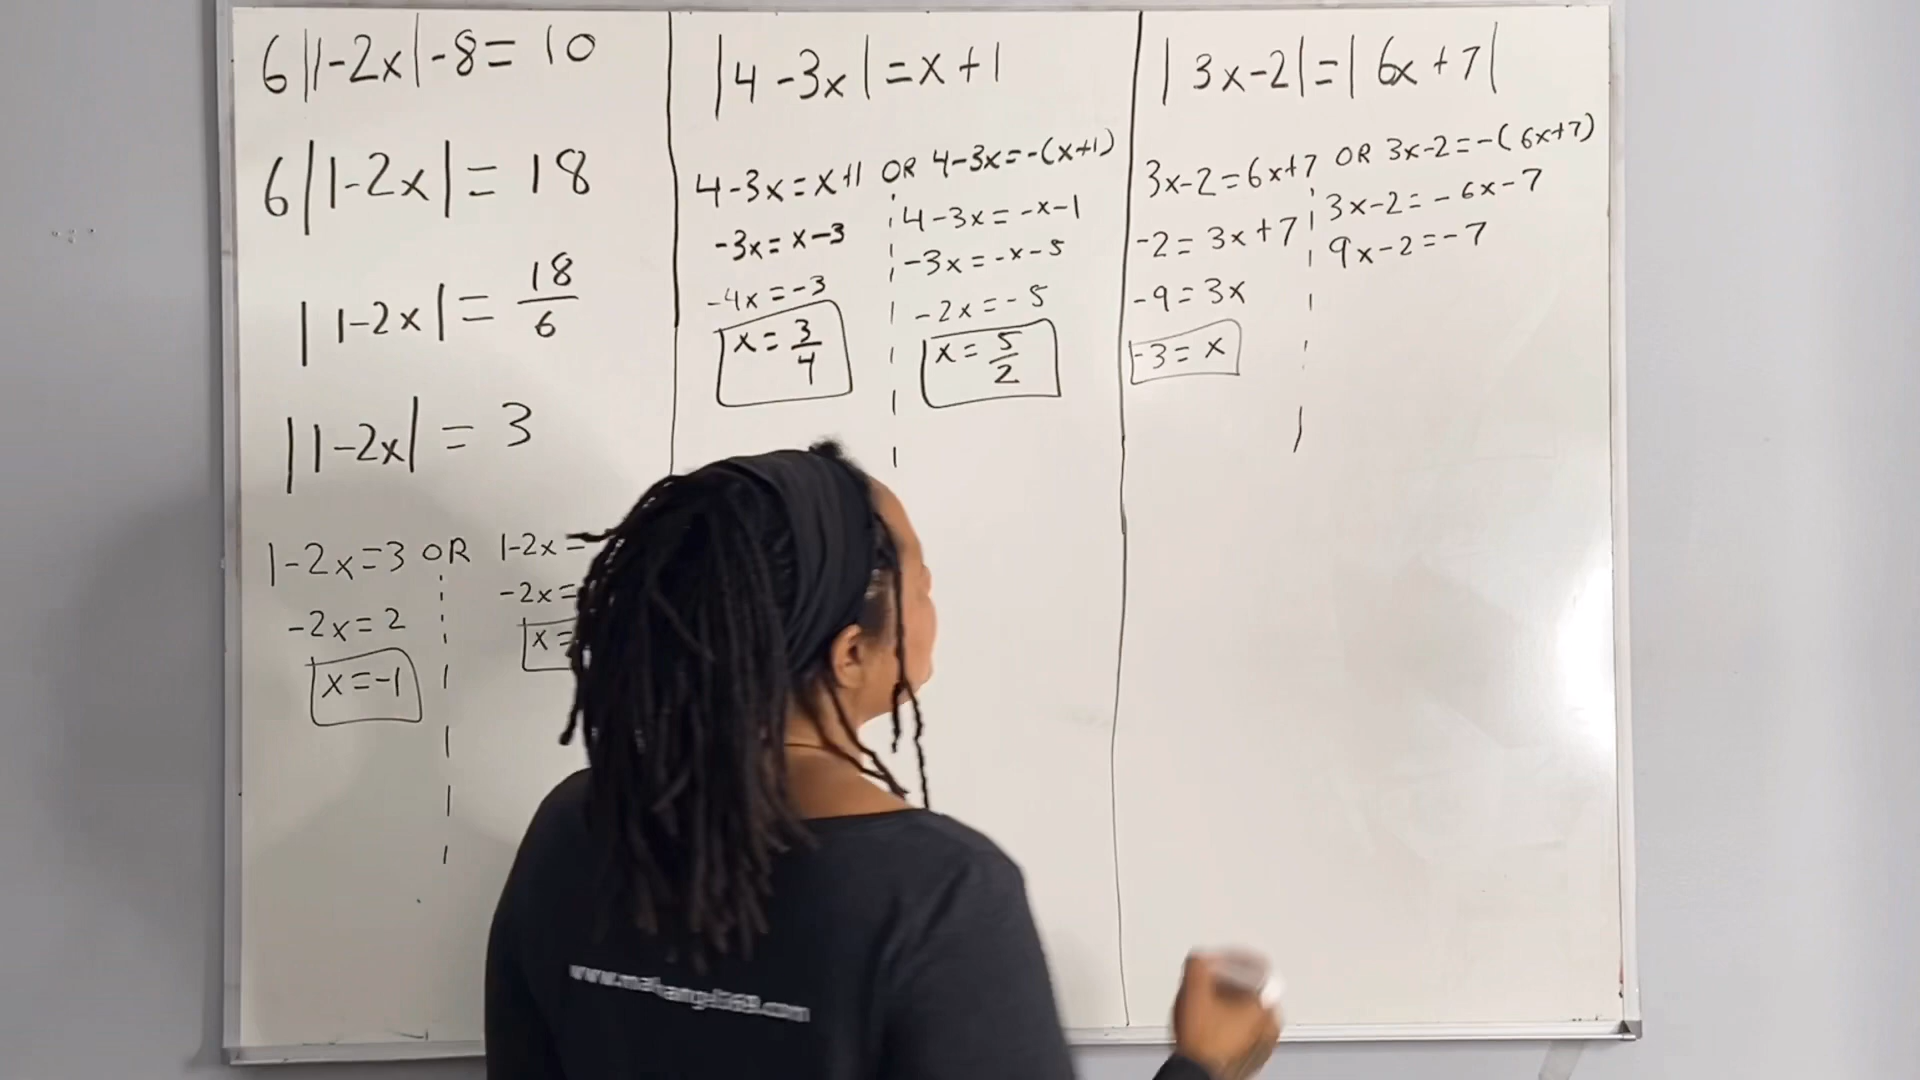 6|1-2x|-8=10
6|1-2x|=18
|1-2x|=18/6
|1-2x|=3
1-2x=3 OR 1-2x=
-2x=2 -2x=
x=-1 x=
|4-3x|=x+1
4-3x=x+1 OR 4-3x=-(x+1)
-3x=x-3 4-3x=-x-1
-4x=-3 -3x=-x-5
x=3/4 -2x=-5
x=5/2
|3x-2|=|6x+7|
3x-2=6x+7 OR 3x-2=-(6x+7)
-2=3x+7 3x-2=-6x-7
-9=3x 9x-2=-7
-3=x